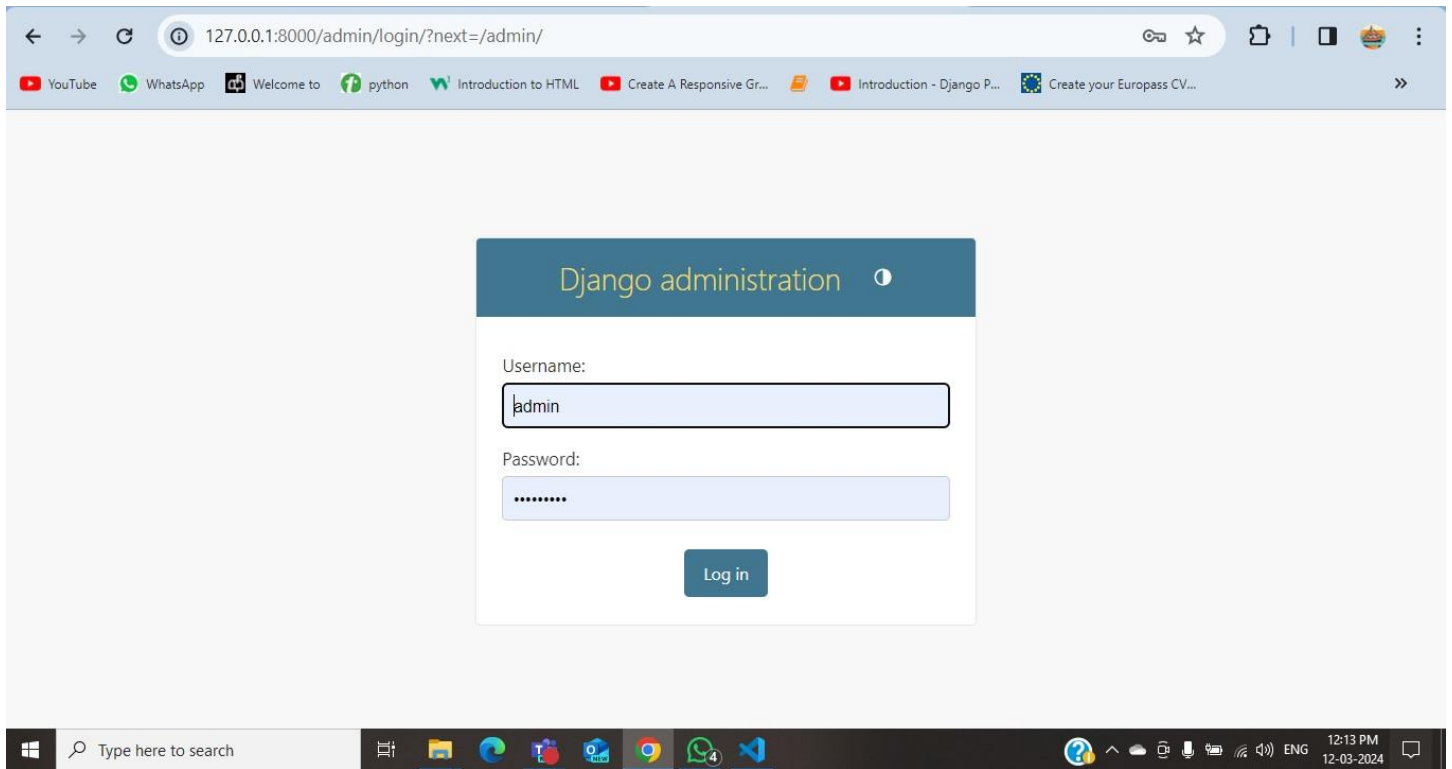 127.0.0.1:8000/admin/login/?next=/admin/
YouTube WhatsApp Welcome to python Introduction to HTML Create A Responsive Gr... Introduction - Django P... Create your Europass CV... »
Django administration
Username:
admin
Password:
•••••••••
Log in
Type here to search
4
ENG
12:13 PM
12-03-2024